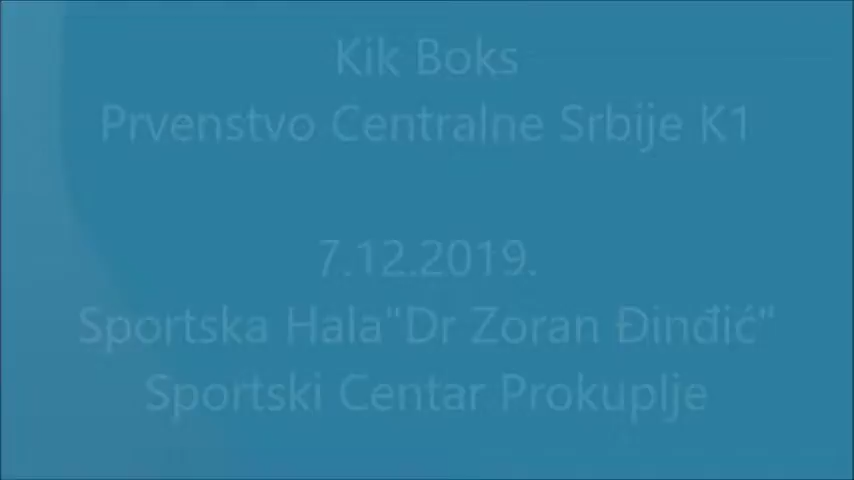 Kik Boks
Prvenstvo Centralne Srbije K1
7.12.2019.
Sportska Hala"Dr Zoran Đinđić"
Sportski Centar Prokuplje